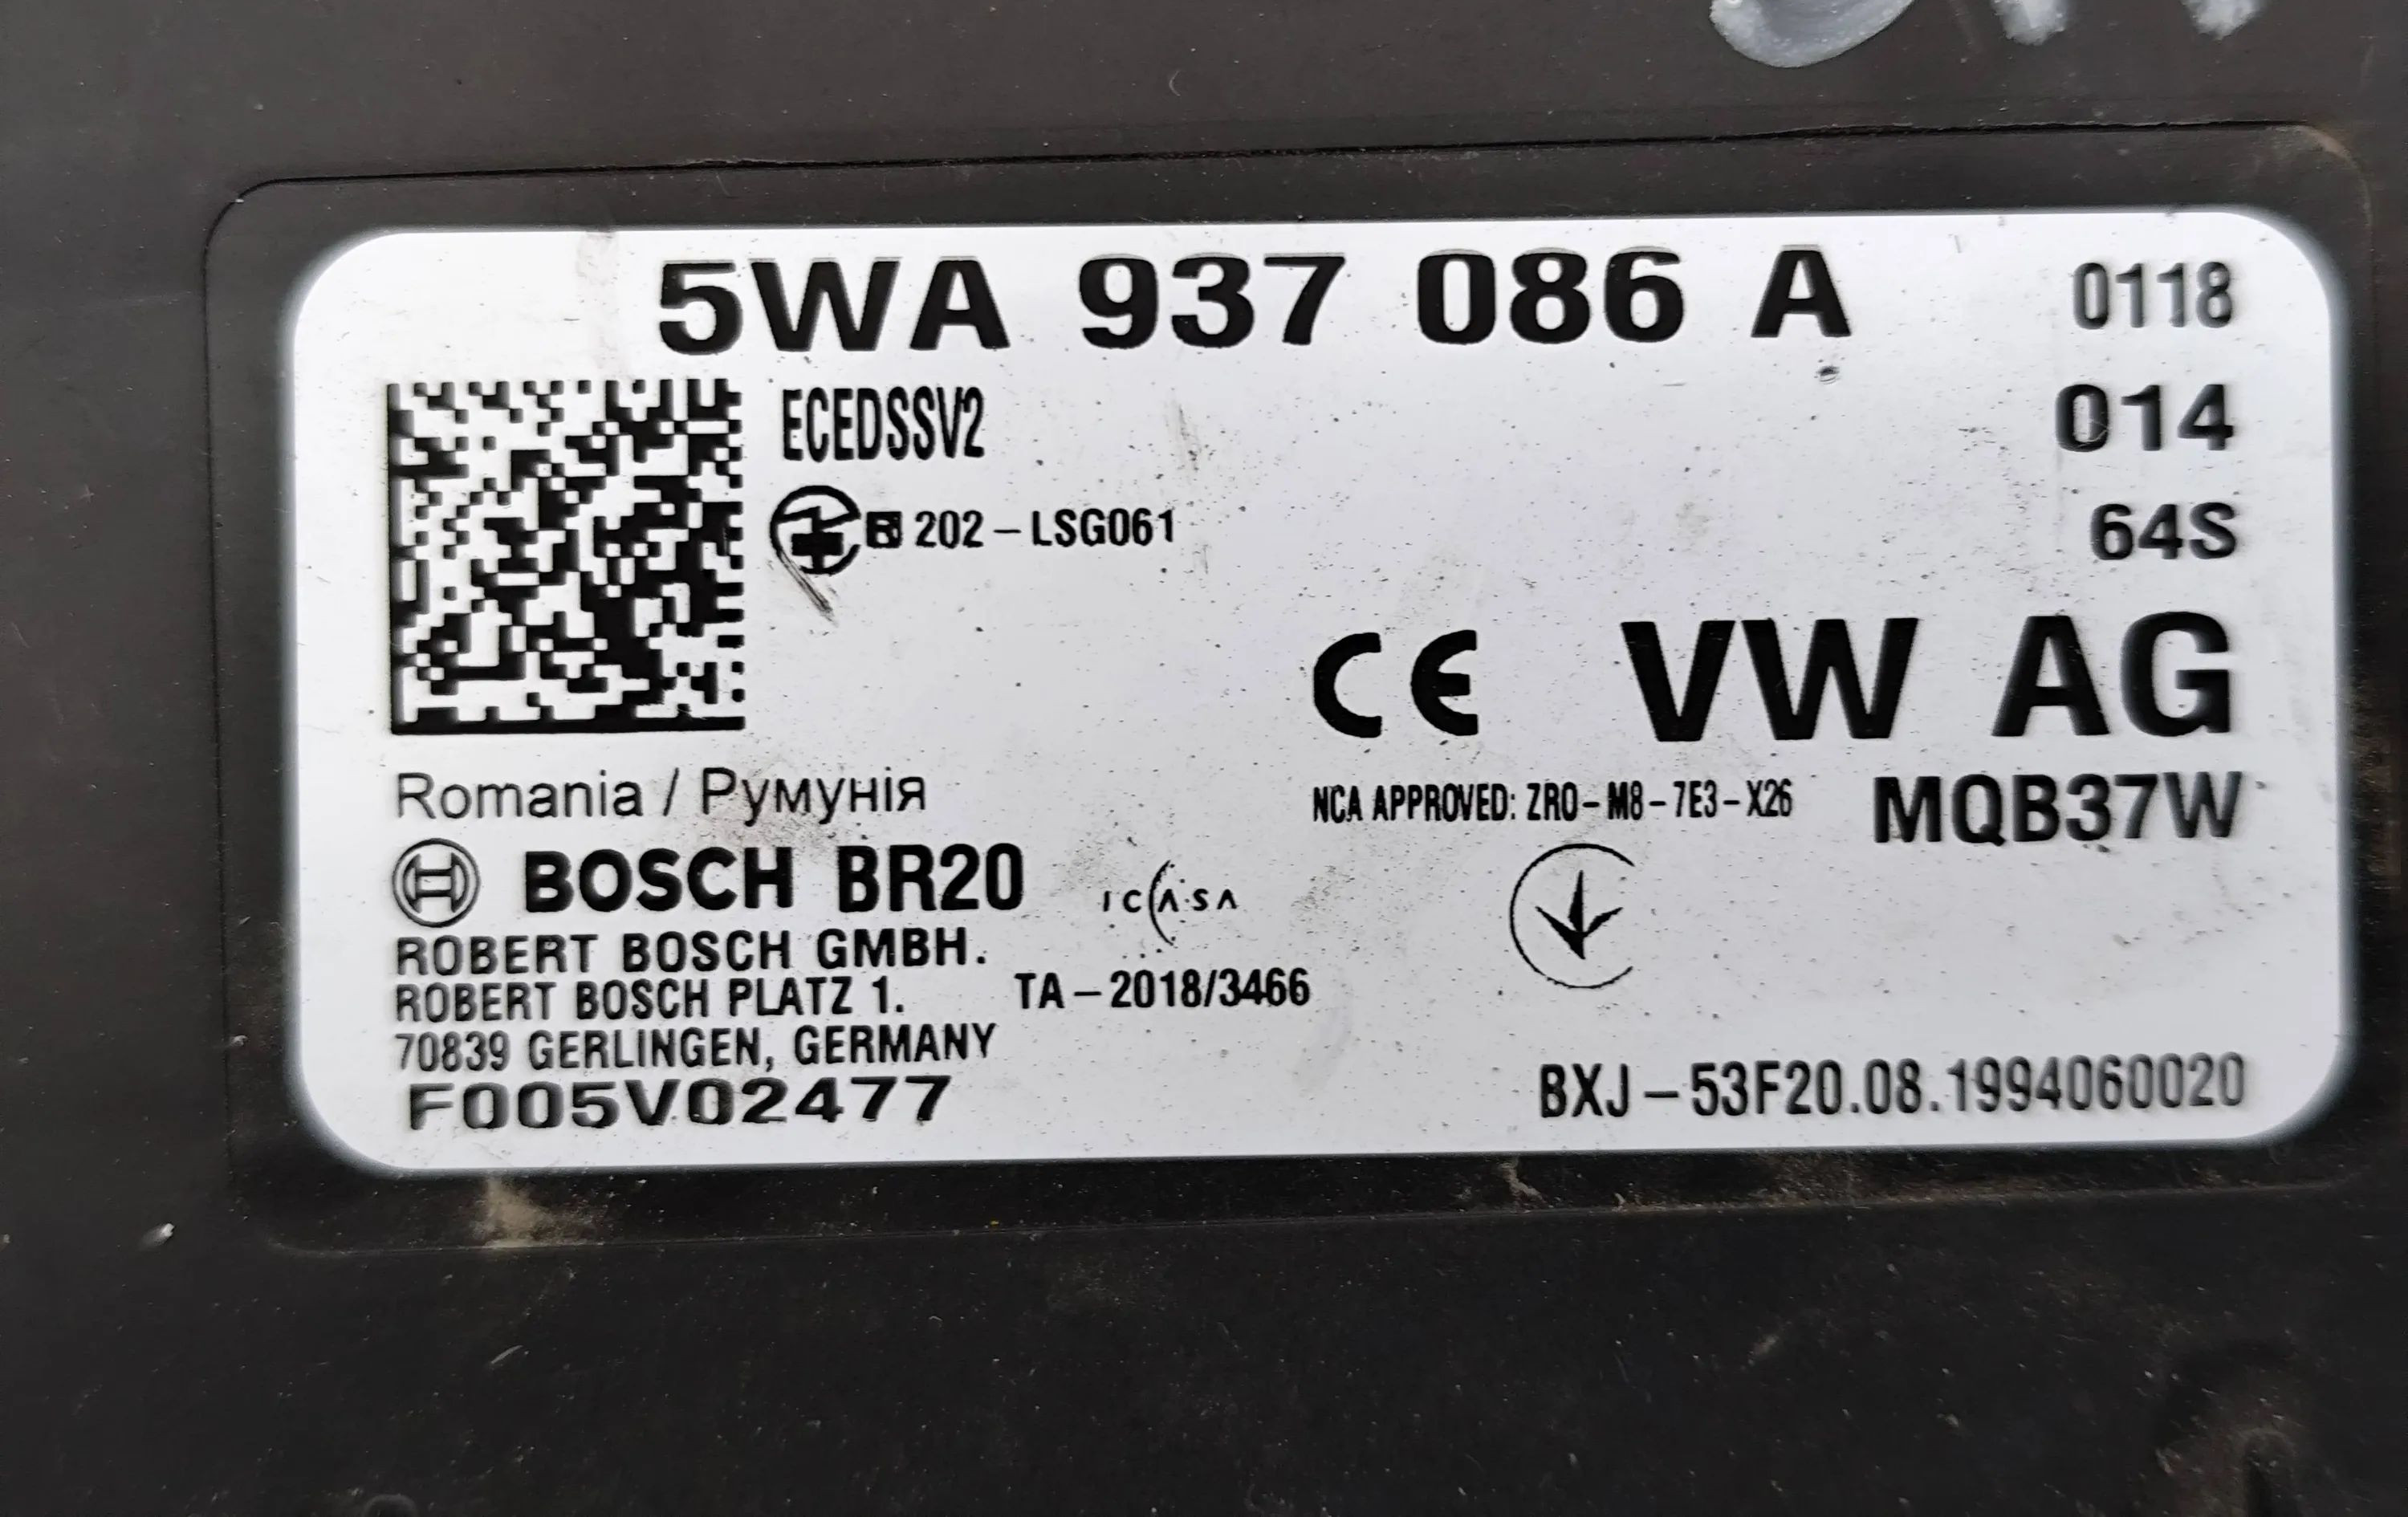 5WA 937 086 A 0118
ECEDSSV2 014
R 202-LSG061 64S
CE VW AG
Romania / Румунія NCA APPROVED: ZRO-M8-7E3-X26 MQB37W
BOSCH BR20 ICASA
ROBERT BOSCH GMBH.
ROBERT BOSCH PLATZ 1. TA-2018/3466
70839 GERLINGEN, GERMANY
F005V02477 BXJ-53F20.08.1994060020